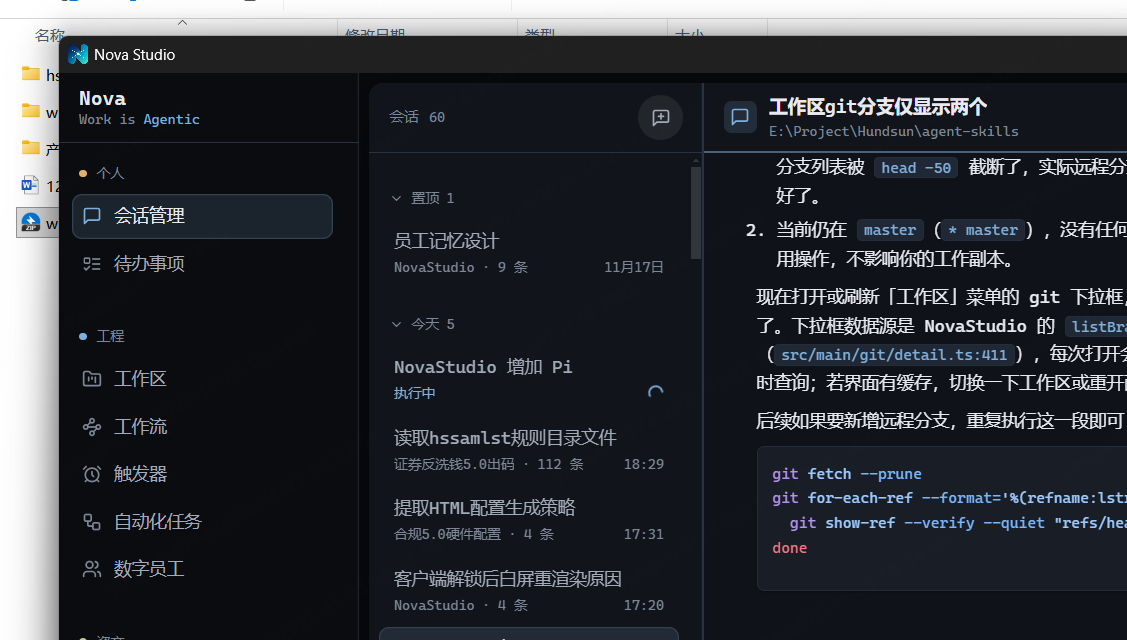 名称
修改日期
类型
大小
hs
w
产
12
w
Nova Studio
Nova
Work is Agentic
个人
会话管理
待办事项
工程
工作区
工作流
触发器
自动化任务
数字员工
会话 60
置顶 1
员工记忆设计
NovaStudio · 9 条 11月17日
今天 5
NovaStudio 增加 Pi
执行中
读取hssamlst规则目录文件
证券反洗钱5.0出码 · 112 条 18:29
提取HTML配置生成策略
合规5.0硬件配置 · 4 条 17:31
客户端解锁后白屏重渲染原因
NovaStudio · 4 条 17:20
工作区git分支仅显示两个
E:\Project\Hundsun\agent-skills
分支列表被 head -50 截断了，实际远程分
好了。
2. 当前仍在 master （* master），没有任何
用操作，不影响你的工作副本。
现在打开或刷新「工作区」菜单的 git 下拉框，
了。下拉框数据源是 NovaStudio 的 listBra
（src/main/git/detail.ts:411），每次打开会
时查询；若界面有缓存，切换一下工作区或重开
后续如果要新增远程分支，重复执行这一段即可
git fetch --prune
git for-each-ref --format='%(refname:lstr
git show-ref --verify --quiet "refs/hea
done